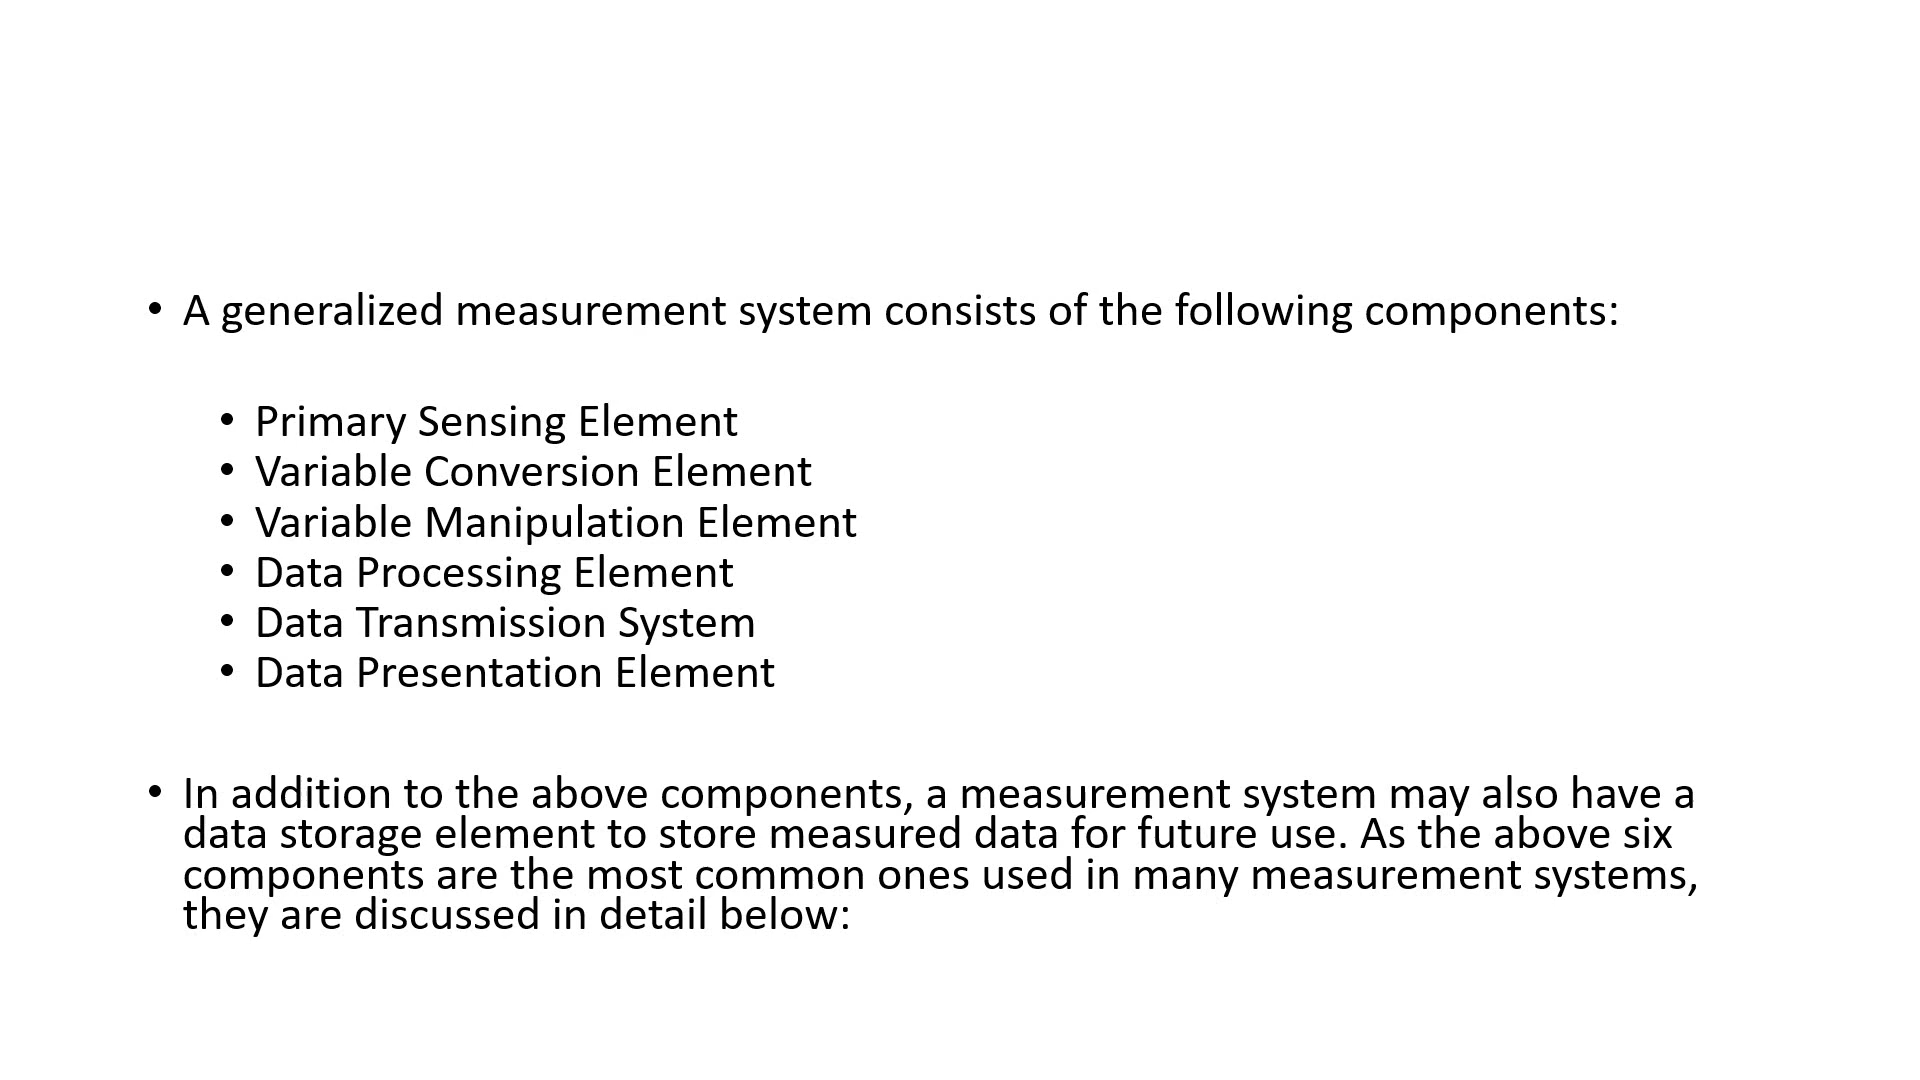 • A generalized measurement system consists of the following components:
• Primary Sensing Element
• Variable Conversion Element
• Variable Manipulation Element
• Data Processing Element
• Data Transmission System
• Data Presentation Element
• In addition to the above components, a measurement system may also have a
data storage element to store measured data for future use. As the above six
components are the most common ones used in many measurement systems,
they are discussed in detail below: